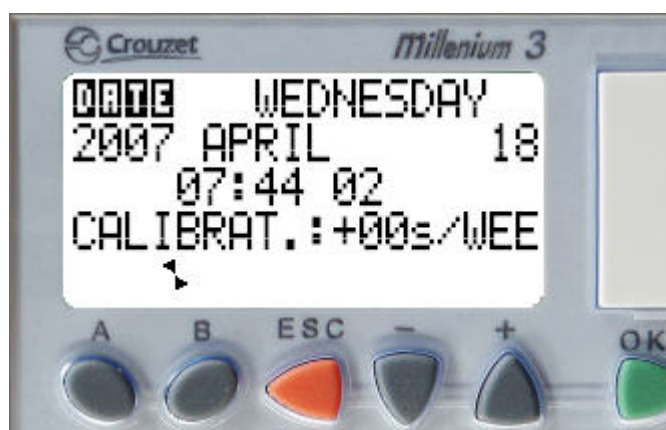 Crouzet Millenium 3
DATE WEDNESDAY
2007 APRIL 18
07:44 02
CALIBRAT.:+00s/WEE
A B ESC - + OK